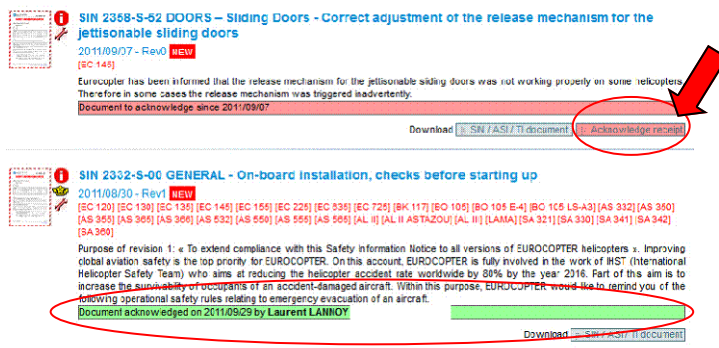 SIN 2358-S-52 DOORS – Sliding Doors - Correct adjustment of the release mechanism for the
jettisonable sliding doors
2011/09/07 - Rev0 NEW
[EC 145]
Eurocopter has been informed that the release mechanism for the jettisonable sliding doors was not working properly on some helicopters.
Therefore in some cases the release mechanism was triggered inadvertently.
Document to acknowledge since 2011/09/07
Download SIN / ASI / TI document Acknowledge receipt
SIN 2332-S-00 GENERAL - On-board installation, checks before starting up
2011/08/30 - Rev1 NEW
[EC 120] [EC 130] [EC 135] [EC 145] [EC 155] [EC 225] [EC 635] [EC 725] [BK 117] [BO 105] [BO 105 E-4] [BO 105 LS-A3] [AS 332] [AS 350]
[AS 355] [AS 365] [AS 366] [AS 532] [AS 550] [AS 555] [AS 565] [AL II] [AL II ASTAZOU] [AL III] [LAMA] [SA 321] [SA 330] [SA 341] [SA 342]
[SA 360]
Purpose of revision 1: « To extend compliance with this Safety Information Notice to all versions of EUROCOPTER helicopters ». Improving
global aviation safety is the top priority for EUROCOPTER. On this account, EUROCOPTER is fully involved in the work of IHST (International
Helicopter Safety Team) who aims at reducing the helicopter accident rate worldwide by 80% by the year 2016. Part of this aim is to
increase the survivability of occupants of an accident-damaged aircraft. Within this purpose, EUROCOPTER would like to remind you of the
following operational safety rules relating to emergency evacuation of an aircraft.
Document acknowledged on 2011/09/29 by Laurent LANNOY
Download SIN / ASI / TI document